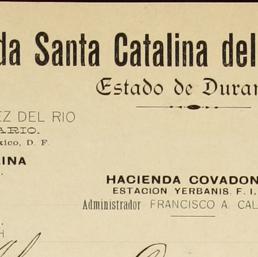 da Santa Catalina del
Estado de Duran
EZ DEL RIO
ARIO.
xico, D. F.
LINA
HACIENDA COVADON
ESTACION YERBANIS. F. I.
Administrador FRANCISCO A. CAL